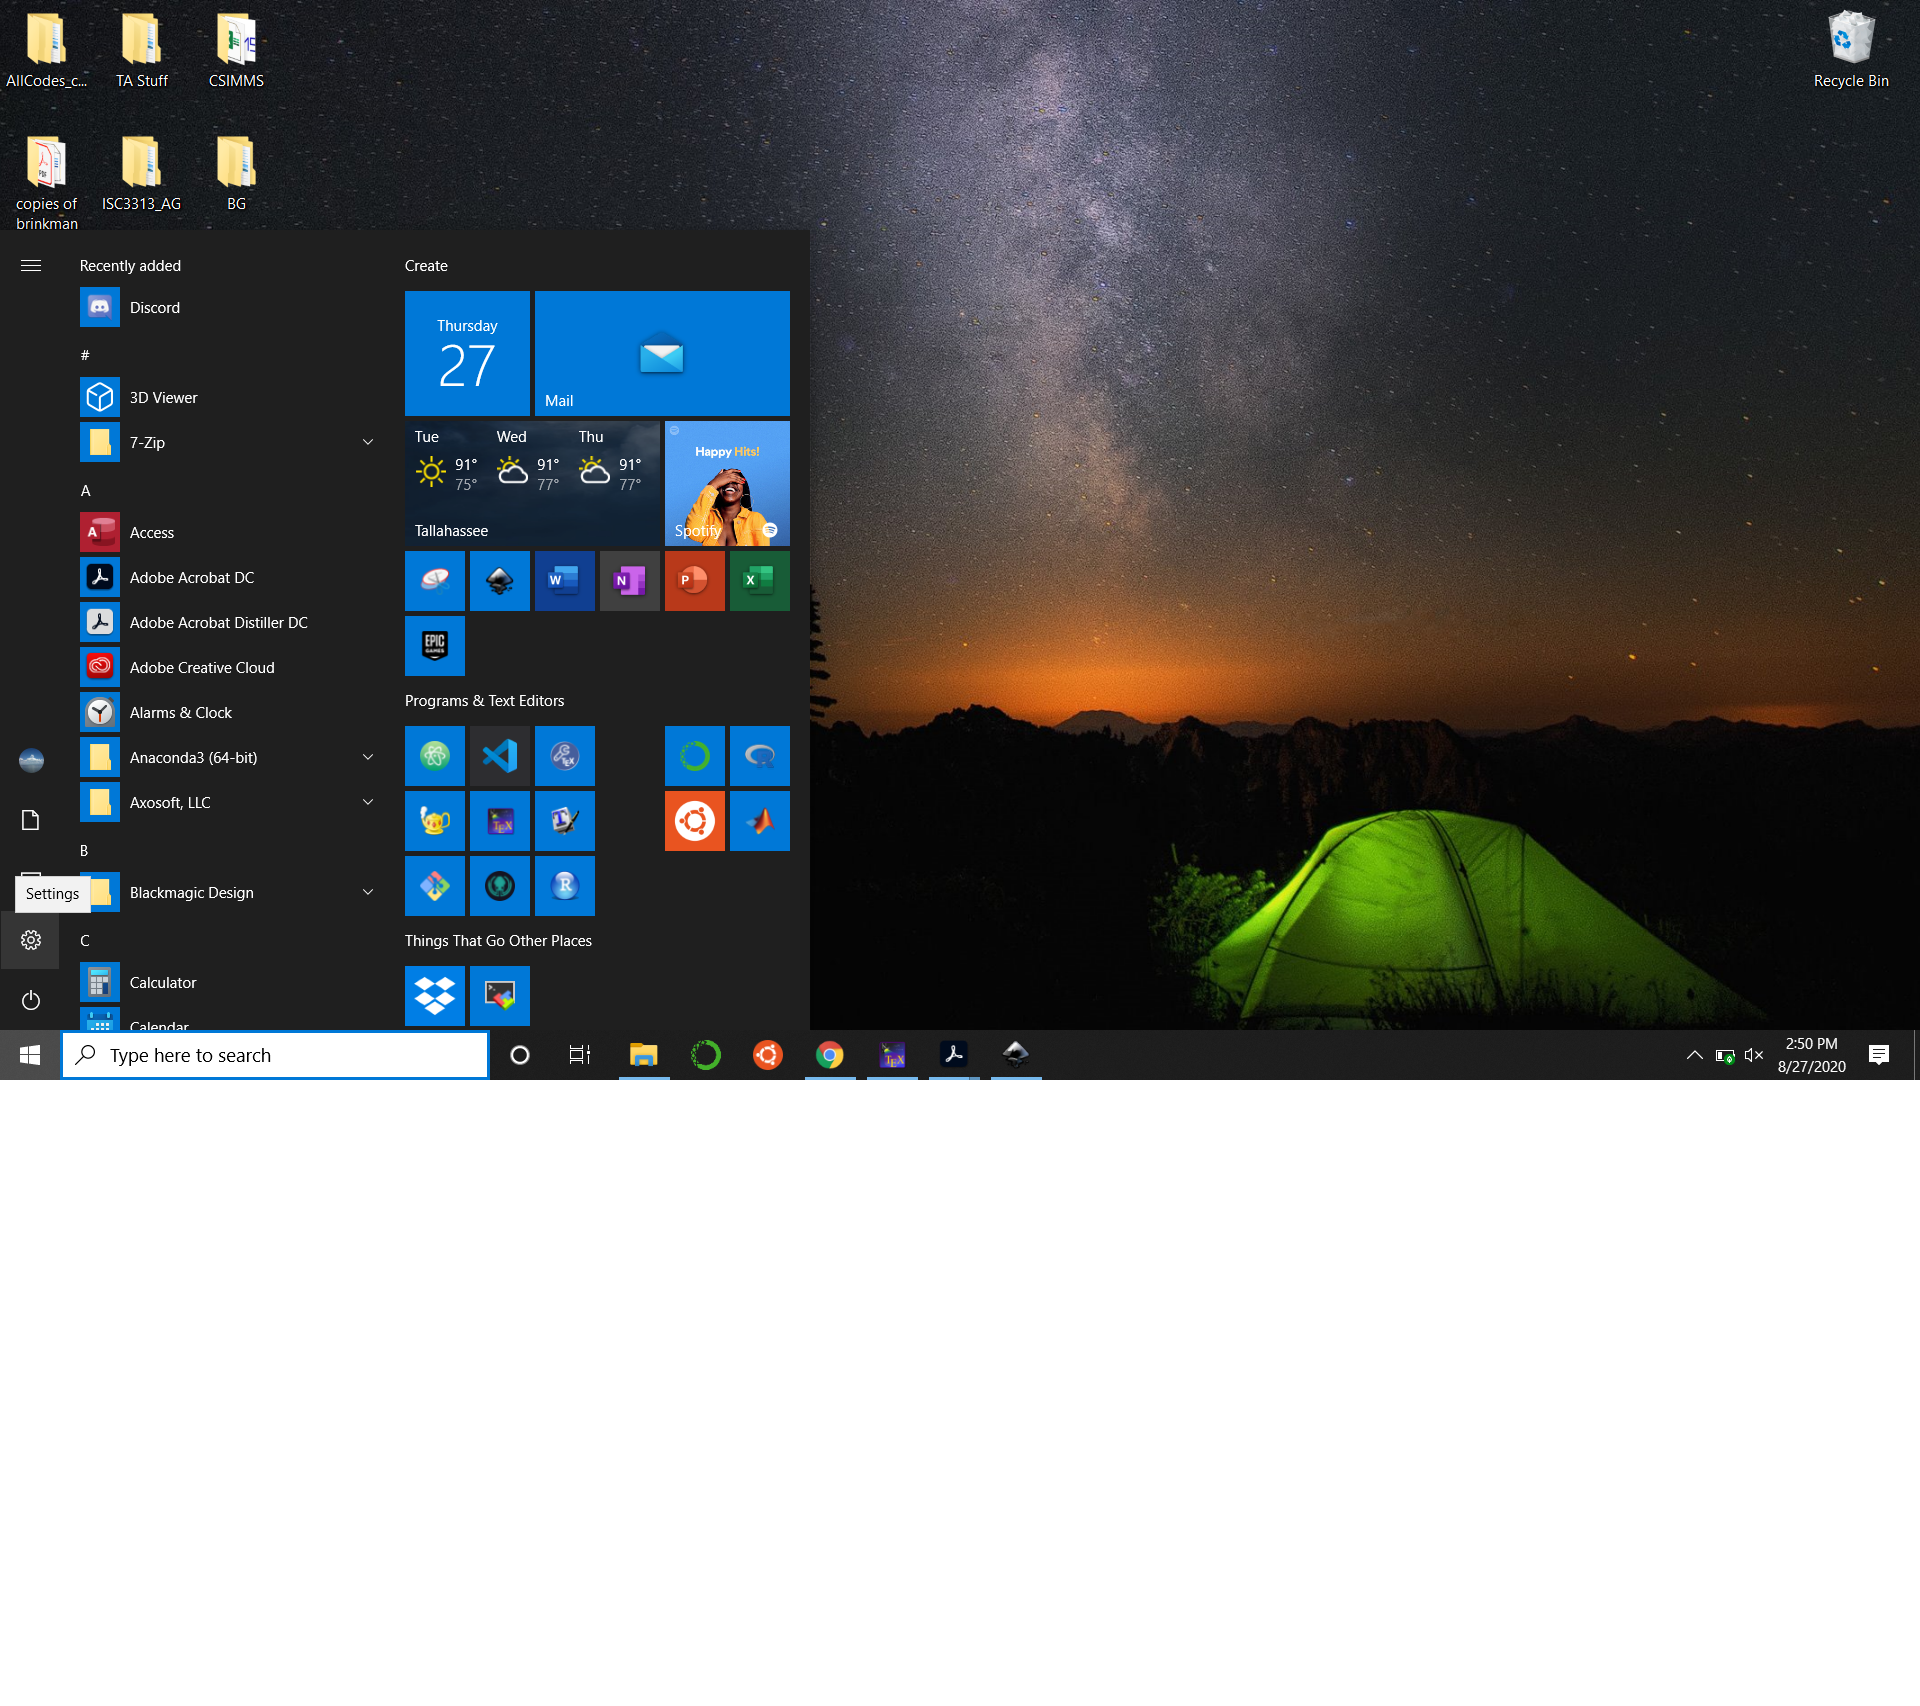 AllCodes_c...
TA Stuff
CSIMMS
Recycle Bin
copies of
brinkman
ISC3313_AG
BG
Recently added
Discord
#
3D Viewer
7-Zip
A
Access
Adobe Acrobat DC
Adobe Acrobat Distiller DC
Adobe Creative Cloud
Alarms & Clock
Anaconda3 (64-bit)
Axosoft, LLC
B
Blackmagic Design
Settings
C
Calculator
Calendar
Create
Thursday
27
Mail
Tue Wed Thu
91° 91° 91°
75° 77° 77°
Tallahassee
Happy Hits!
Spotify
W
N
P
X
EPIC
GAMES
Programs & Text Editors
TEX
TEX
T
R
Things That Go Other Places
Type here to search
TEX
2:50 PM
8/27/2020